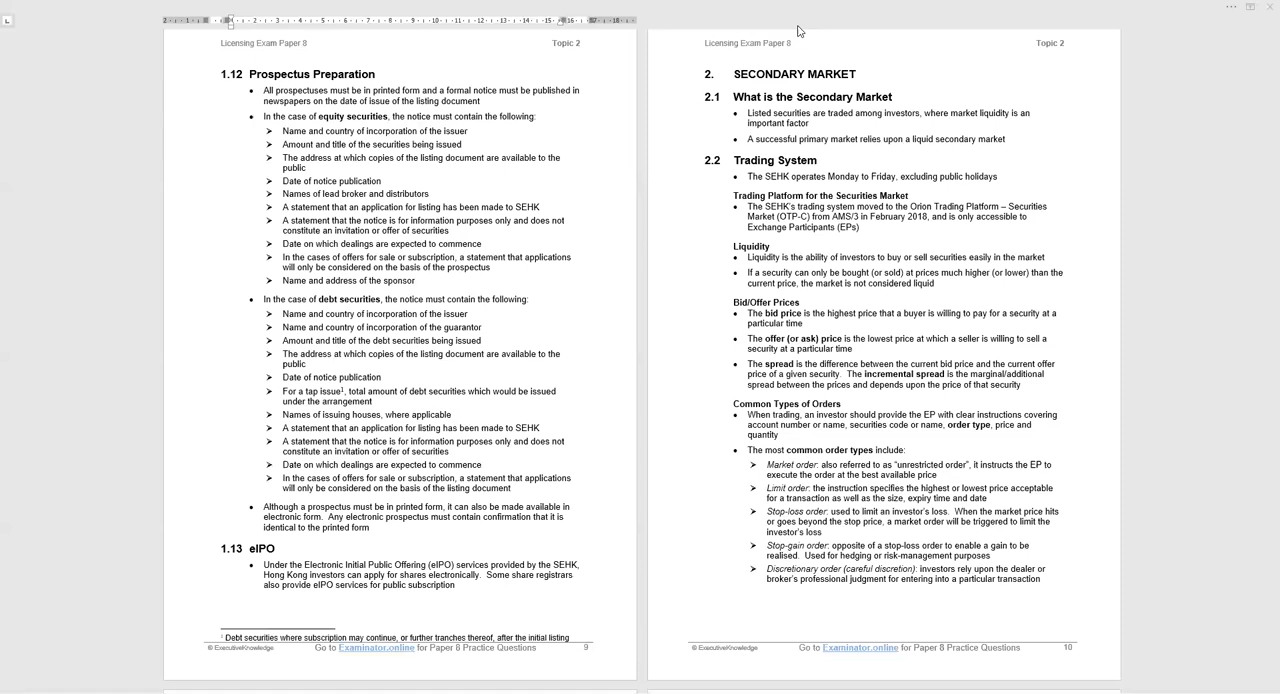 2 · 1 · 1 · 1 · 2 · 3 · 4 · 5 · 6 · 7 · 8 · 9 · 10 · 11 · 12 · 13 · 14 · 15 · 16 · 17 · 18
Licensing Exam Paper 8 Topic 2
1.12 Prospectus Preparation
• All prospectuses must be in printed form and a formal notice must be published in
newspapers on the date of issue of the listing document
• In the case of equity securities, the notice must contain the following:
➤ Name and country of incorporation of the issuer
➤ Amount and title of the securities being issued
➤ The address at which copies of the listing document are available to the
public
➤ Date of notice publication
➤ Names of lead broker and distributors
➤ A statement that an application for listing has been made to SEHK
➤ A statement that the notice is for information purposes only and does not
constitute an invitation or offer of securities
➤ Date on which dealings are expected to commence
➤ In the cases of offers for sale or subscription, a statement that applications
will only be considered on the basis of the prospectus
➤ Name and address of the sponsor
• In the case of debt securities, the notice must contain the following:
➤ Name and country of incorporation of the issuer
➤ Name and country of incorporation of the guarantor
➤ Amount and title of the debt securities being issued
➤ The address at which copies of the listing document are available to the
public
➤ Date of notice publication
➤ For a tap issue¹, total amount of debt securities which would be issued
under the arrangement
➤ Names of issuing houses, where applicable
➤ A statement that an application for listing has been made to SEHK
➤ A statement that the notice is for information purposes only and does not
constitute an invitation or offer of securities
➤ Date on which dealings are expected to commence
➤ In the cases of offers for sale or subscription, a statement that applications
will only be considered on the basis of the listing document
• Although a prospectus must be in printed form, it can also be made available in
electronic form. Any electronic prospectus must contain confirmation that it is
identical to the printed form
1.13 eIPO
• Under the Electronic Initial Public Offering (eIPO) services provided by the SEHK,
Hong Kong investors can apply for shares electronically. Some share registrars
also provide eIPO services for public subscription
¹ Debt securities where subscription may continue, or further tranches thereof, after the initial listing
© ExecutiveKnowledge Go to Examinator.online for Paper 8 Practice Questions 9
Licensing Exam Paper 8 Topic 2
2. SECONDARY MARKET
2.1 What is the Secondary Market
• Listed securities are traded among investors, where market liquidity is an
important factor
• A successful primary market relies upon a liquid secondary market
2.2 Trading System
• The SEHK operates Monday to Friday, excluding public holidays
Trading Platform for the Securities Market
• The SEHK's trading system moved to the Orion Trading Platform – Securities
Market (OTP-C) from AMS/3 in February 2018, and is only accessible to
Exchange Participants (EPs)
Liquidity
• Liquidity is the ability of investors to buy or sell securities easily in the market
• If a security can only be bought (or sold) at prices much higher (or lower) than the
current price, the market is not considered liquid
Bid/Offer Prices
• The bid price is the highest price that a buyer is willing to pay for a security at a
particular time
• The offer (or ask) price is the lowest price at which a seller is willing to sell a
security at a particular time
• The spread is the difference between the current bid price and the current offer
price of a given security. The incremental spread is the marginal/additional
spread between the prices and depends upon the price of that security
Common Types of Orders
• When trading, an investor should provide the EP with clear instructions covering
account number or name, securities code or name, order type, price and
quantity
• The most common order types include:
➤ Market order: also referred to as "unrestricted order", it instructs the EP to
execute the order at the best available price
➤ Limit order: the instruction specifies the highest or lowest price acceptable
for a transaction as well as the size, expiry time and date
➤ Stop-loss order: used to limit an investor's loss. When the market price hits
or goes beyond the stop price, a market order will be triggered to limit the
investor's loss
➤ Stop-gain order: opposite of a stop-loss order to enable a gain to be
realised. Used for hedging or risk-management purposes
➤ Discretionary order (careful discretion): investors rely upon the dealer or
broker's professional judgment for entering into a particular transaction
© ExecutiveKnowledge Go to Examinator.online for Paper 8 Practice Questions 10